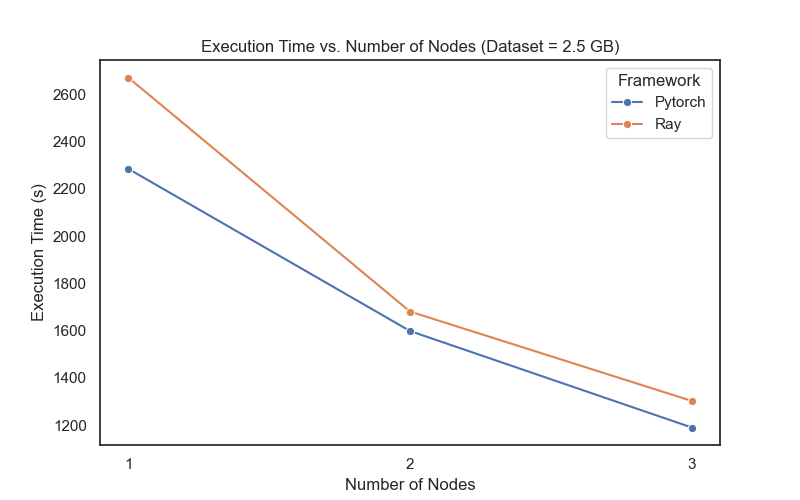 Execution Time vs. Number of Nodes (Dataset = 2.5 GB)
Framework
Pytorch
Ray
Execution Time (s)
2600
2400
2200
2000
1800
1600
1400
1200
1 2 3
Number of Nodes